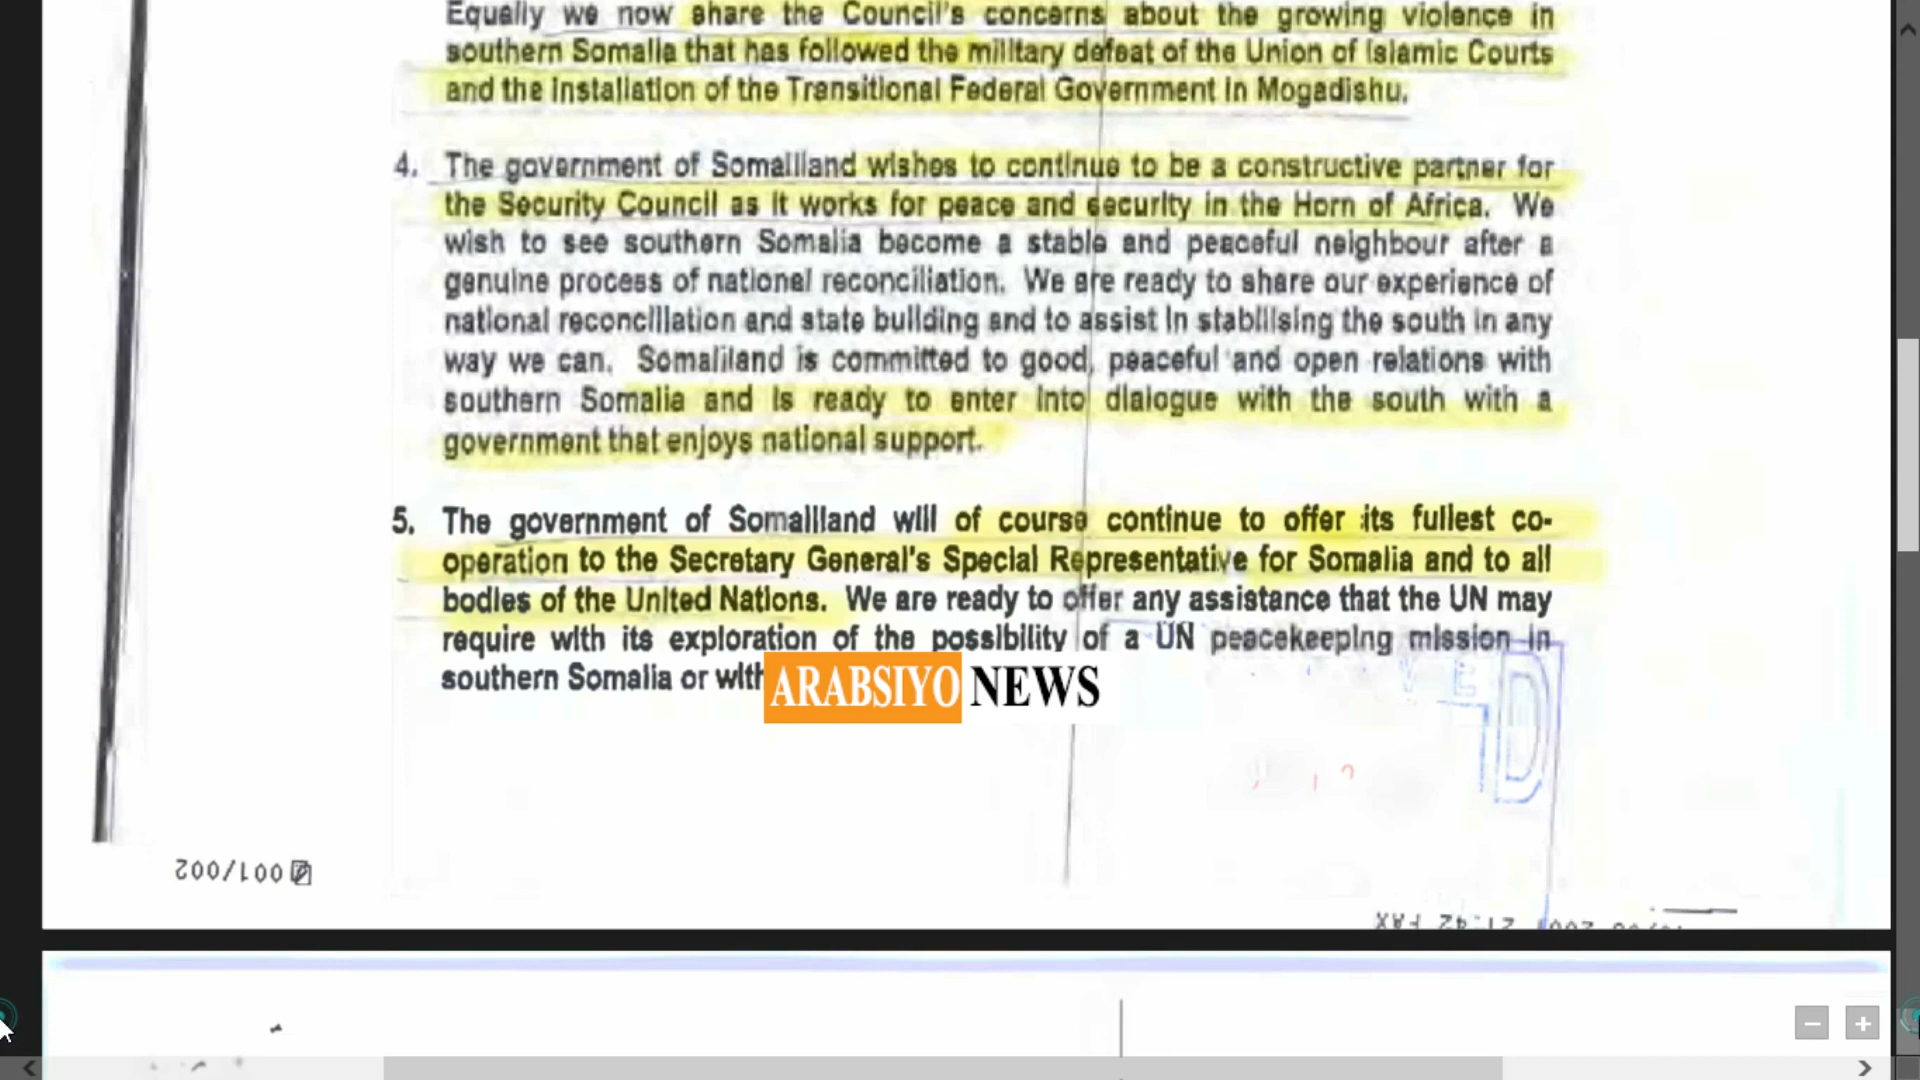 Equally we now share the Council's concerns about the growing violence in
southern Somalia that has followed the military defeat of the Union of Islamic Courts
and the installation of the Transitional Federal Government in Mogadishu.
4. The government of Somaliland wishes to continue to be a constructive partner for
the Security Council as it works for peace and security in the Horn of Africa. We
wish to see southern Somalia become a stable and peaceful neighbour after a
genuine process of national reconciliation. We are ready to share our experience of
national reconciliation and state building and to assist in stabilising the south in any
way we can. Somaliland is committed to good, peaceful and open relations with
southern Somalia and is ready to enter into dialogue with the south with a
government that enjoys national support.
5. The government of Somaliland will of course continue to offer its fullest co-
operation to the Secretary General's Special Representative for Somalia and to all
bodies of the United Nations. We are ready to offer any assistance that the UN may
require with its exploration of the possibility of a UN peacekeeping mission in
southern Somalia or with
ARABSIYO NEWS
001/002
21:42 FAX